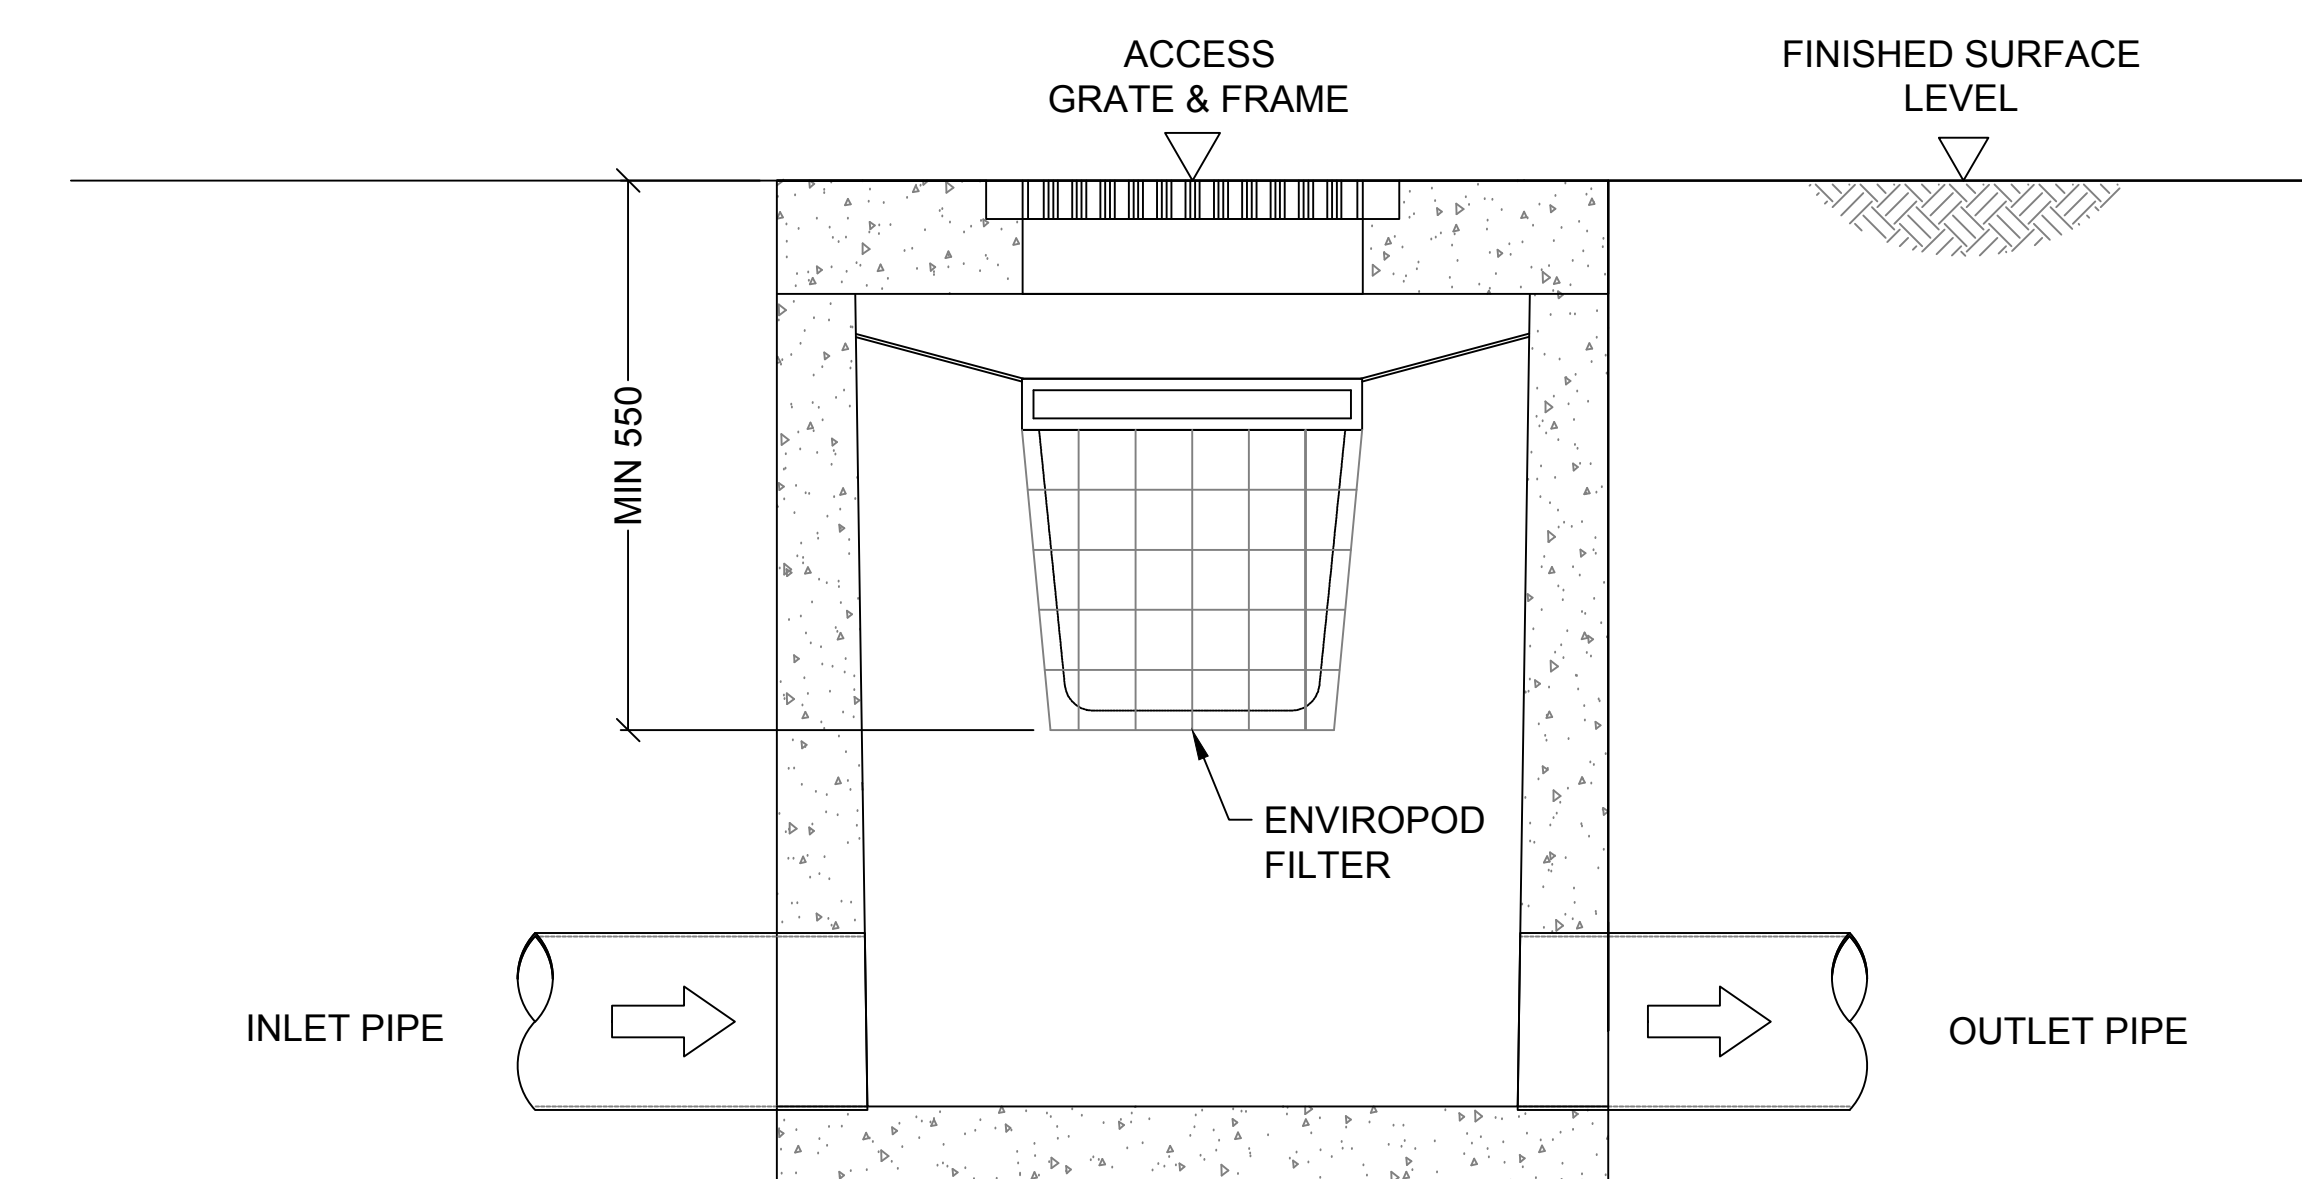 ACCESS
GRATE & FRAME
FINISHED SURFACE
LEVEL
MIN 550
ENVIROPOD
FILTER
INLET PIPE
OUTLET PIPE